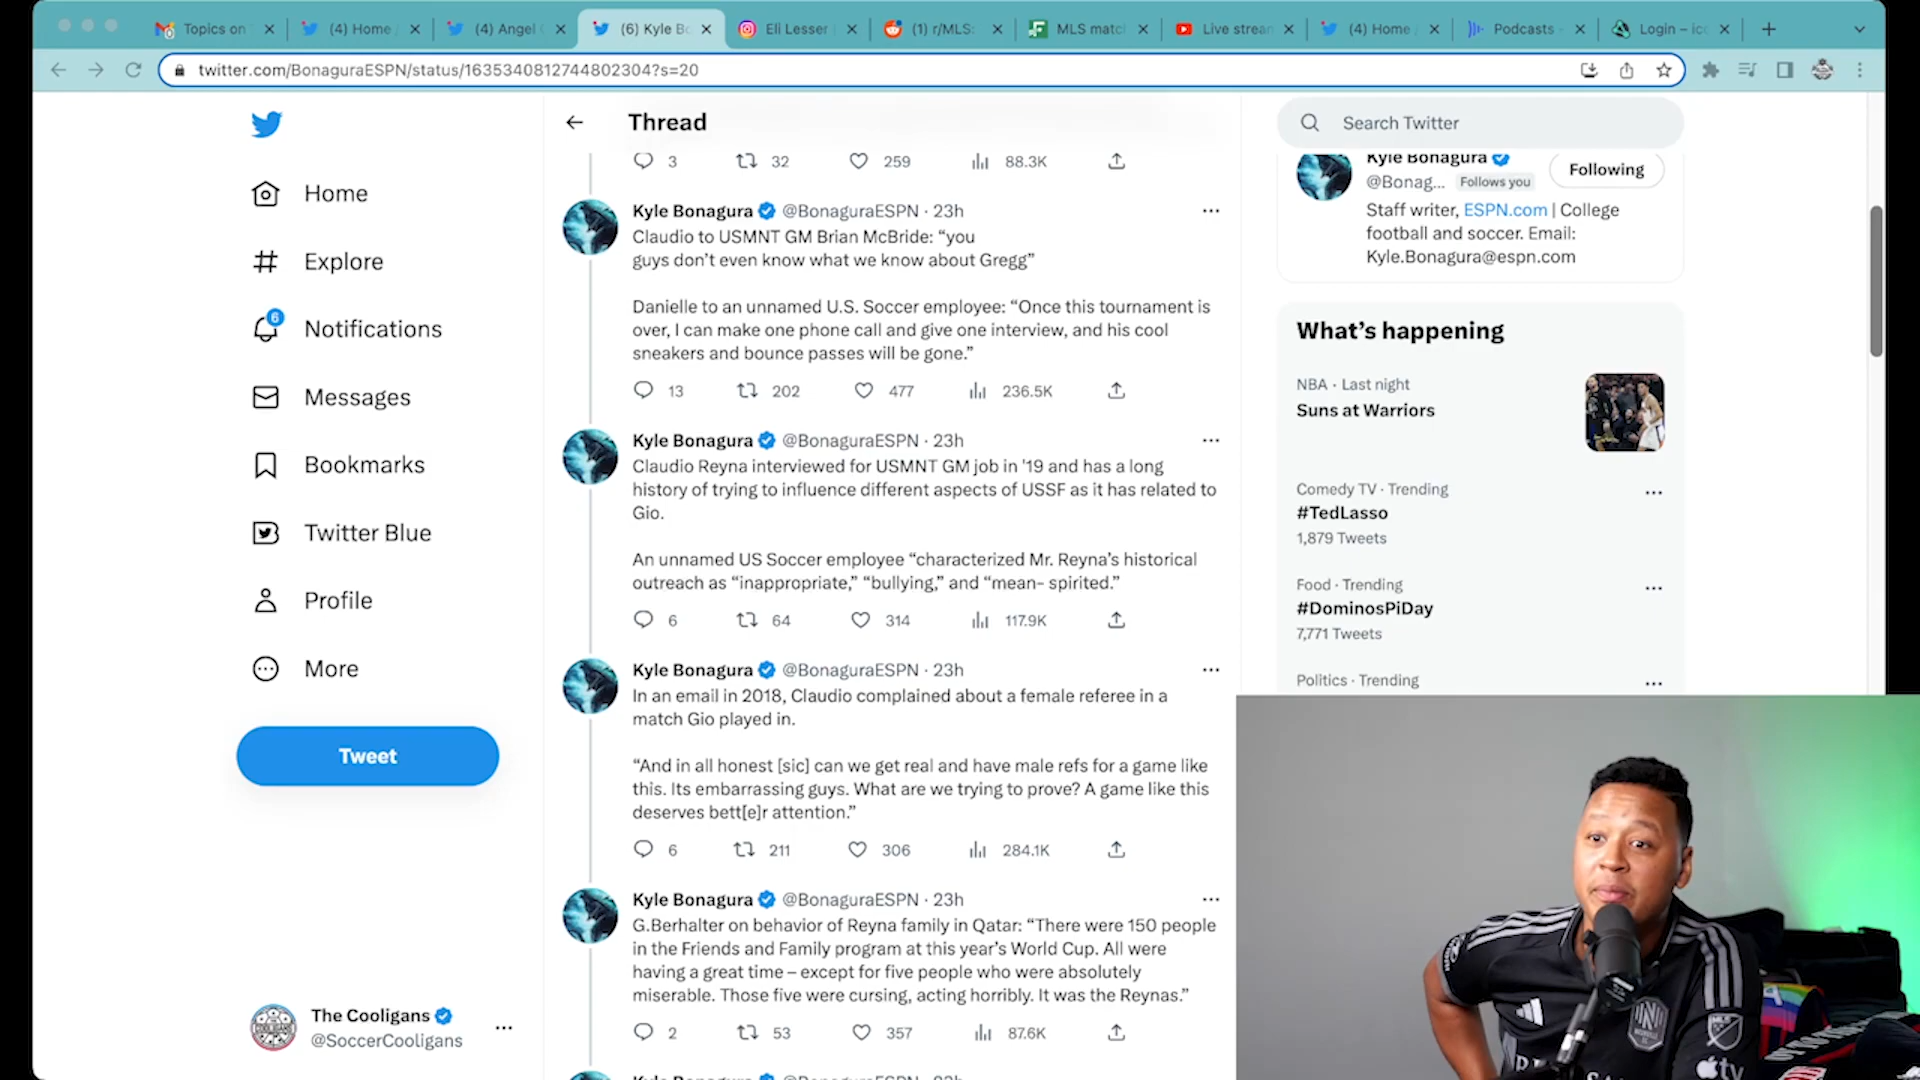 Topics on
(4) Home
(4) Angel
(6) Kyle Bo
Eli Lesser
(1) r/MLS:
MLS match
Live stream
(4) Home
Podcasts
Login – ico
twitter.com/BonaguraESPN/status/1635340812744802304?s=20
Home
Explore
6
Notifications
Messages
Bookmarks
Twitter Blue
Profile
More
Tweet
The Cooligans
@SoccerCooligans
Thread
3 32 259 88.3K
Kyle Bonagura @BonaguraESPN · 23h
Claudio to USMNT GM Brian McBride: “you
guys don’t even know what we know about Gregg”
Danielle to an unnamed U.S. Soccer employee: “Once this tournament is
over, I can make one phone call and give one interview, and his cool
sneakers and bounce passes will be gone.”
13 202 477 236.5K
Kyle Bonagura @BonaguraESPN · 23h
Claudio Reyna interviewed for USMNT GM job in '19 and has a long
history of trying to influence different aspects of USSF as it has related to
Gio.
An unnamed US Soccer employee “characterized Mr. Reyna’s historical
outreach as “inappropriate,” “bullying,” and “mean- spirited.”
6 64 314 117.9K
Kyle Bonagura @BonaguraESPN · 23h
In an email in 2018, Claudio complained about a female referee in a
match Gio played in.
“And in all honest [sic] can we get real and have male refs for a game like
this. Its embarrassing guys. What are we trying to prove? A game like this
deserves bett[e]r attention.”
6 211 306 284.1K
Kyle Bonagura @BonaguraESPN · 23h
G.Berhalter on behavior of Reyna family in Qatar: “There were 150 people
in the Friends and Family program at this year’s World Cup. All were
having a great time – except for five people who were absolutely
miserable. Those five were cursing, acting horribly. It was the Reynas.”
2 53 357 87.6K
Search Twitter
Kyle Bonagura
@Bonag... Follows you
Following
Staff writer, ESPN.com | College
football and soccer. Email:
Kyle.Bonagura@espn.com
What’s happening
NBA · Last night
Suns at Warriors
Comedy TV · Trending
#TedLasso
1,879 Tweets
Food · Trending
#DominosPiDay
7,771 Tweets
Politics · Trending
MLS
tv